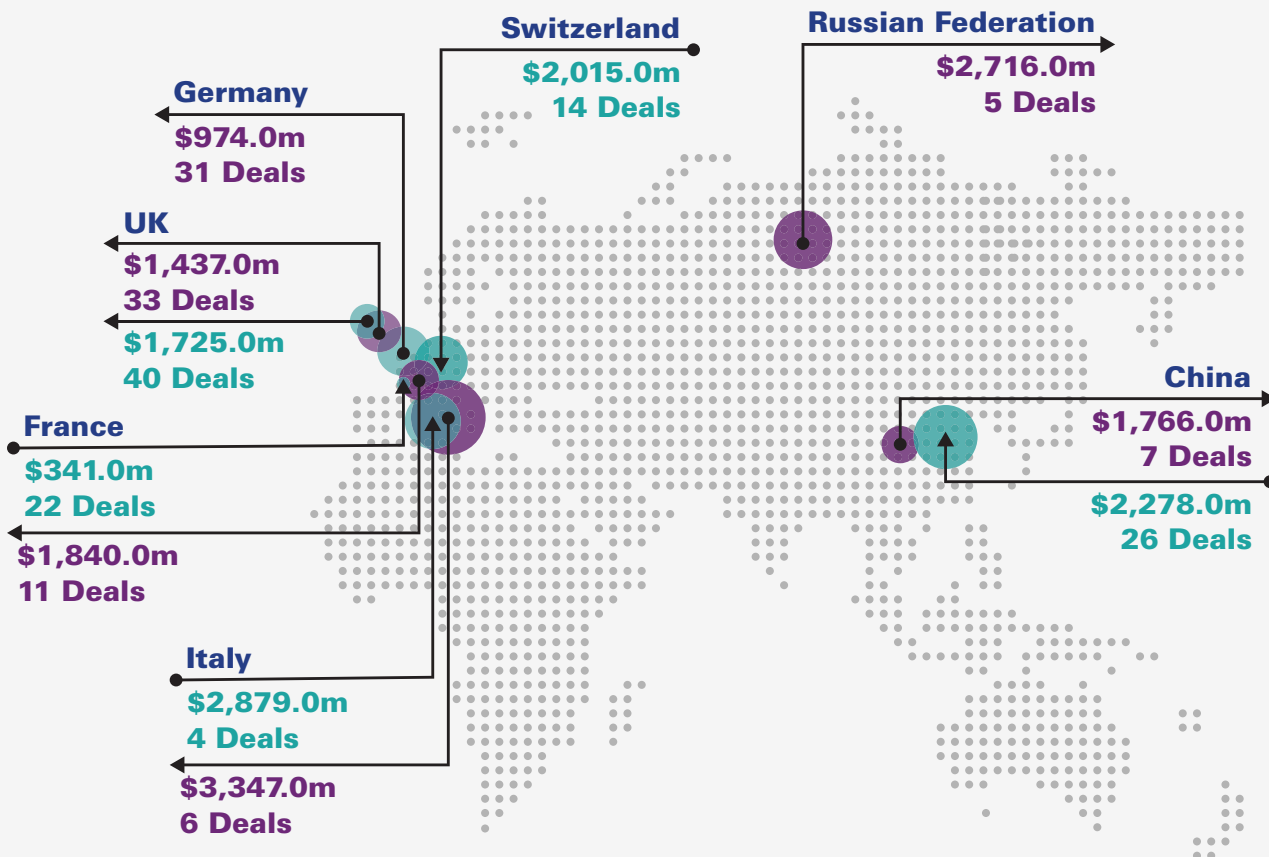 Switzerland
$2,015.0m
14 Deals
Russian Federation
$2,716.0m
5 Deals
Germany
$974.0m
31 Deals
UK
$1,437.0m
33 Deals
$1,725.0m
40 Deals
China
$1,766.0m
7 Deals
$2,278.0m
26 Deals
France
$341.0m
22 Deals
$1,840.0m
11 Deals
Italy
$2,879.0m
4 Deals
$3,347.0m
6 Deals